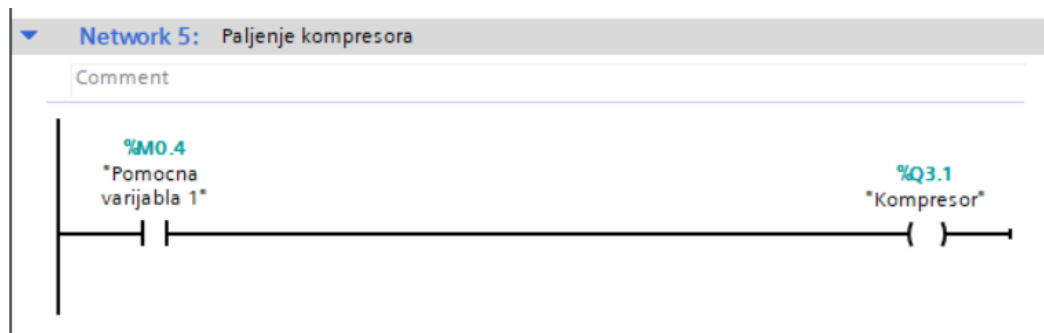 Network 5: Paljenje kompresora
Comment
%M0.4
"Pomocna
varijabla 1"
%Q3.1
"Kompresor"